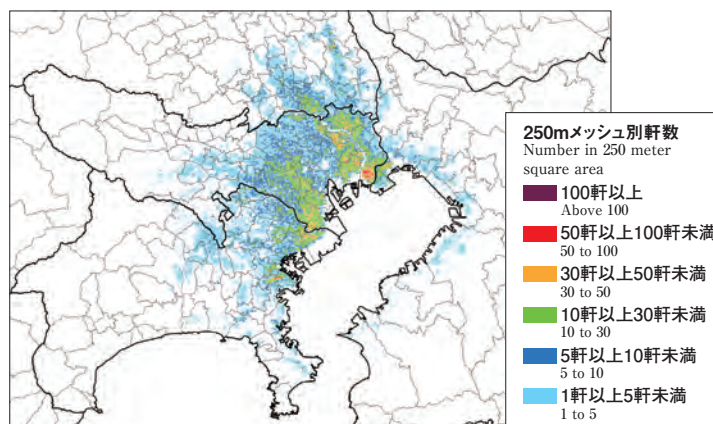 250mメッシュ別軒数
Number in 250 meter
square area
100軒以上
Above 100
50軒以上100軒未満
50 to 100
30軒以上50軒未満
30 to 50
10軒以上30軒未満
10 to 30
5軒以上10軒未満
5 to 10
1軒以上5軒未満
1 to 5